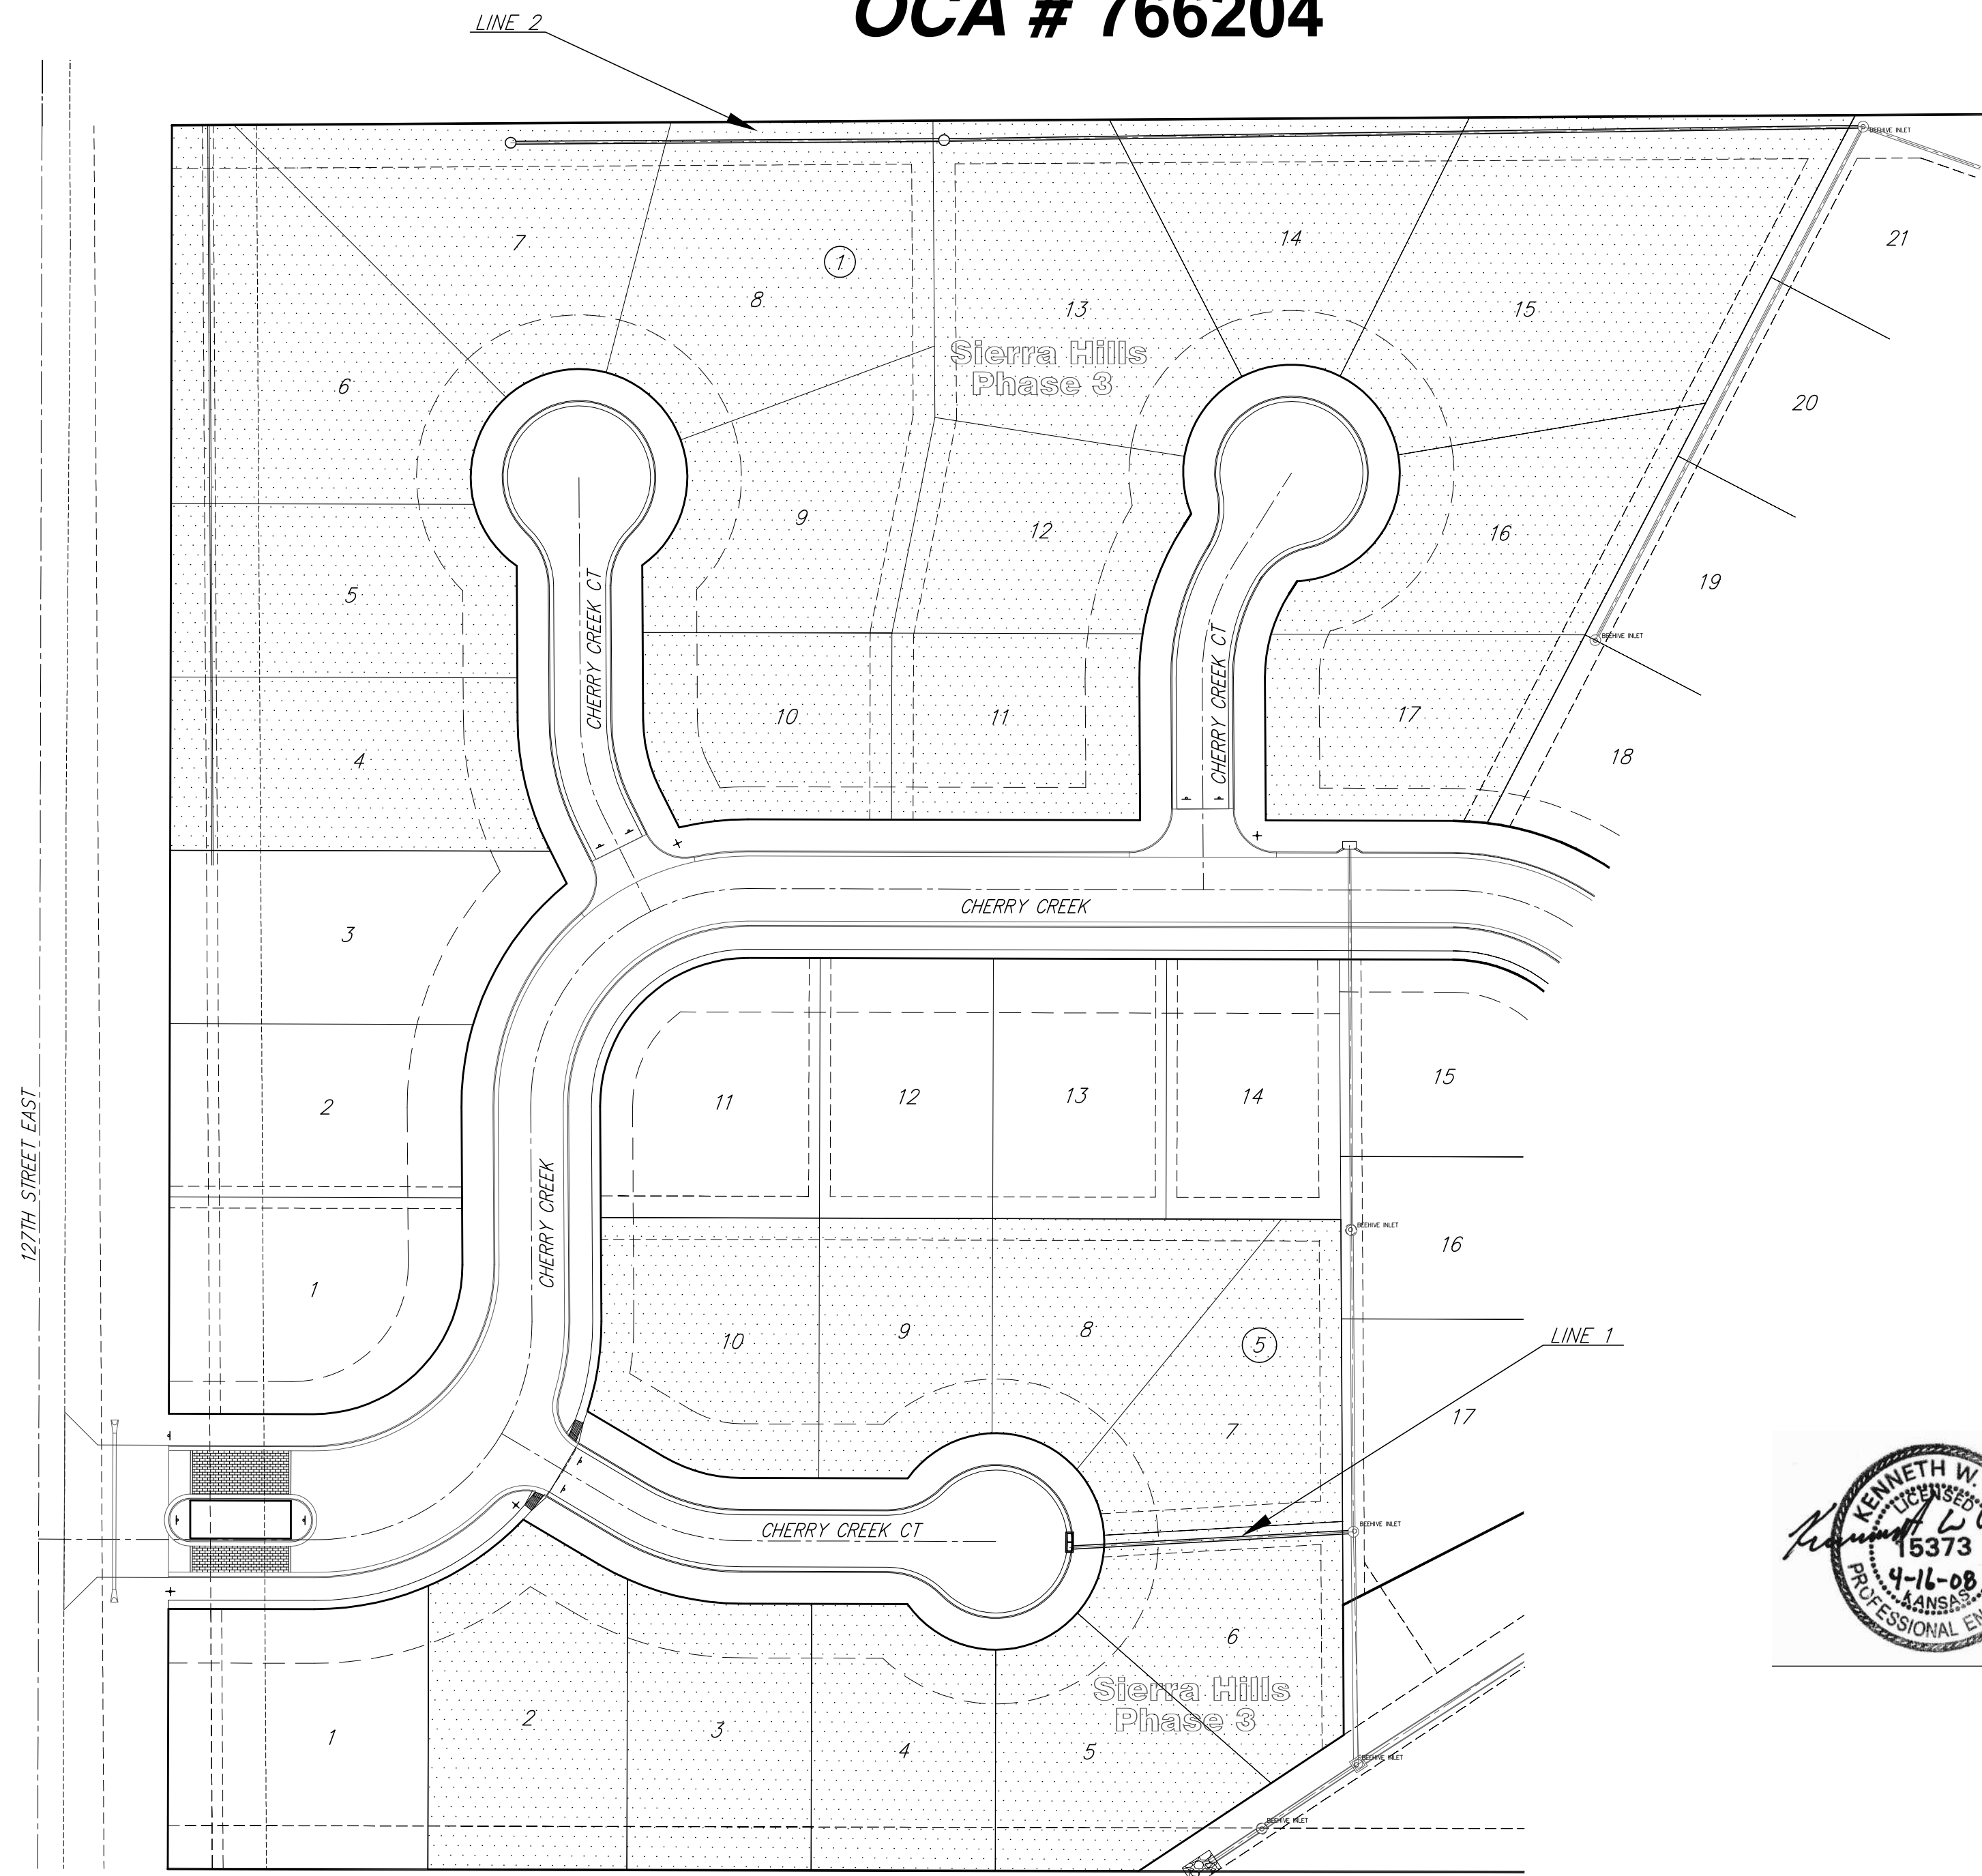 OCA # 766204
LINE 2
BEEHIVE INLET
7
1
14
21
8
13
15
Sierra Hills
Phase 3
6
20
9
12
16
5
19
CHERRY CREEK CT
CHERRY CREEK CT
BEEHIVE INLET
10
11
17
4
18
3
CHERRY CREEK
2
11
12
13
14
15
127TH STREET EAST
CHERRY CREEK
BEEHIVE INLET
16
1
10
9
8
5
LINE 1
7
17
CHERRY CREEK CT
BEEHIVE INLET
KENNETH W.
LICENSED
15373
4-16-08
KANSAS
PROFESSIONAL
6
Sierra Hills
Phase 3
1
2
3
4
5
BEEHIVE INLET
BEEHIVE INLET